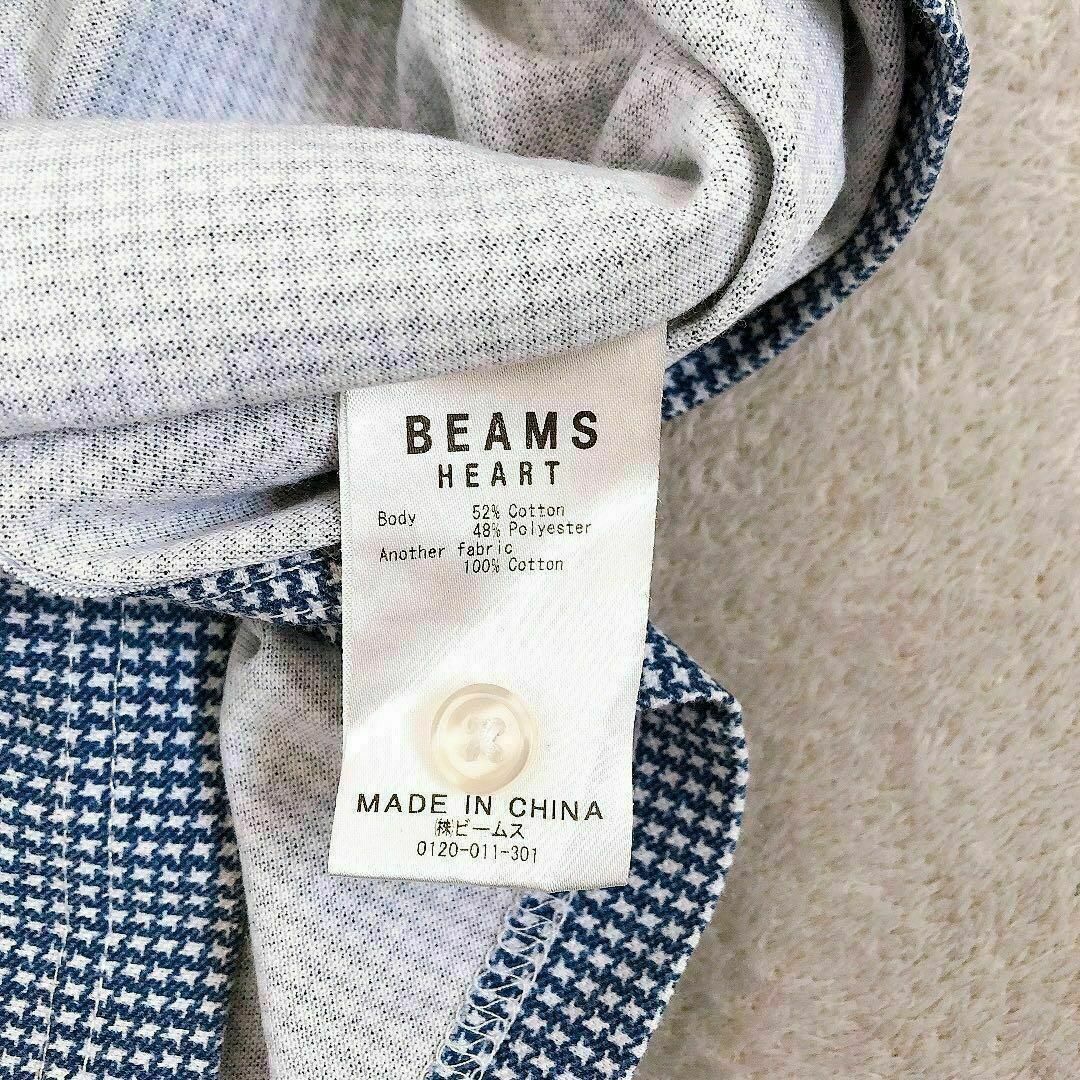 BEAMS
HEART
Body 52% Cotton
48% Polyester
Another fabric
100% Cotton
MADE IN CHINA
㈱ビームス
0120-011-301